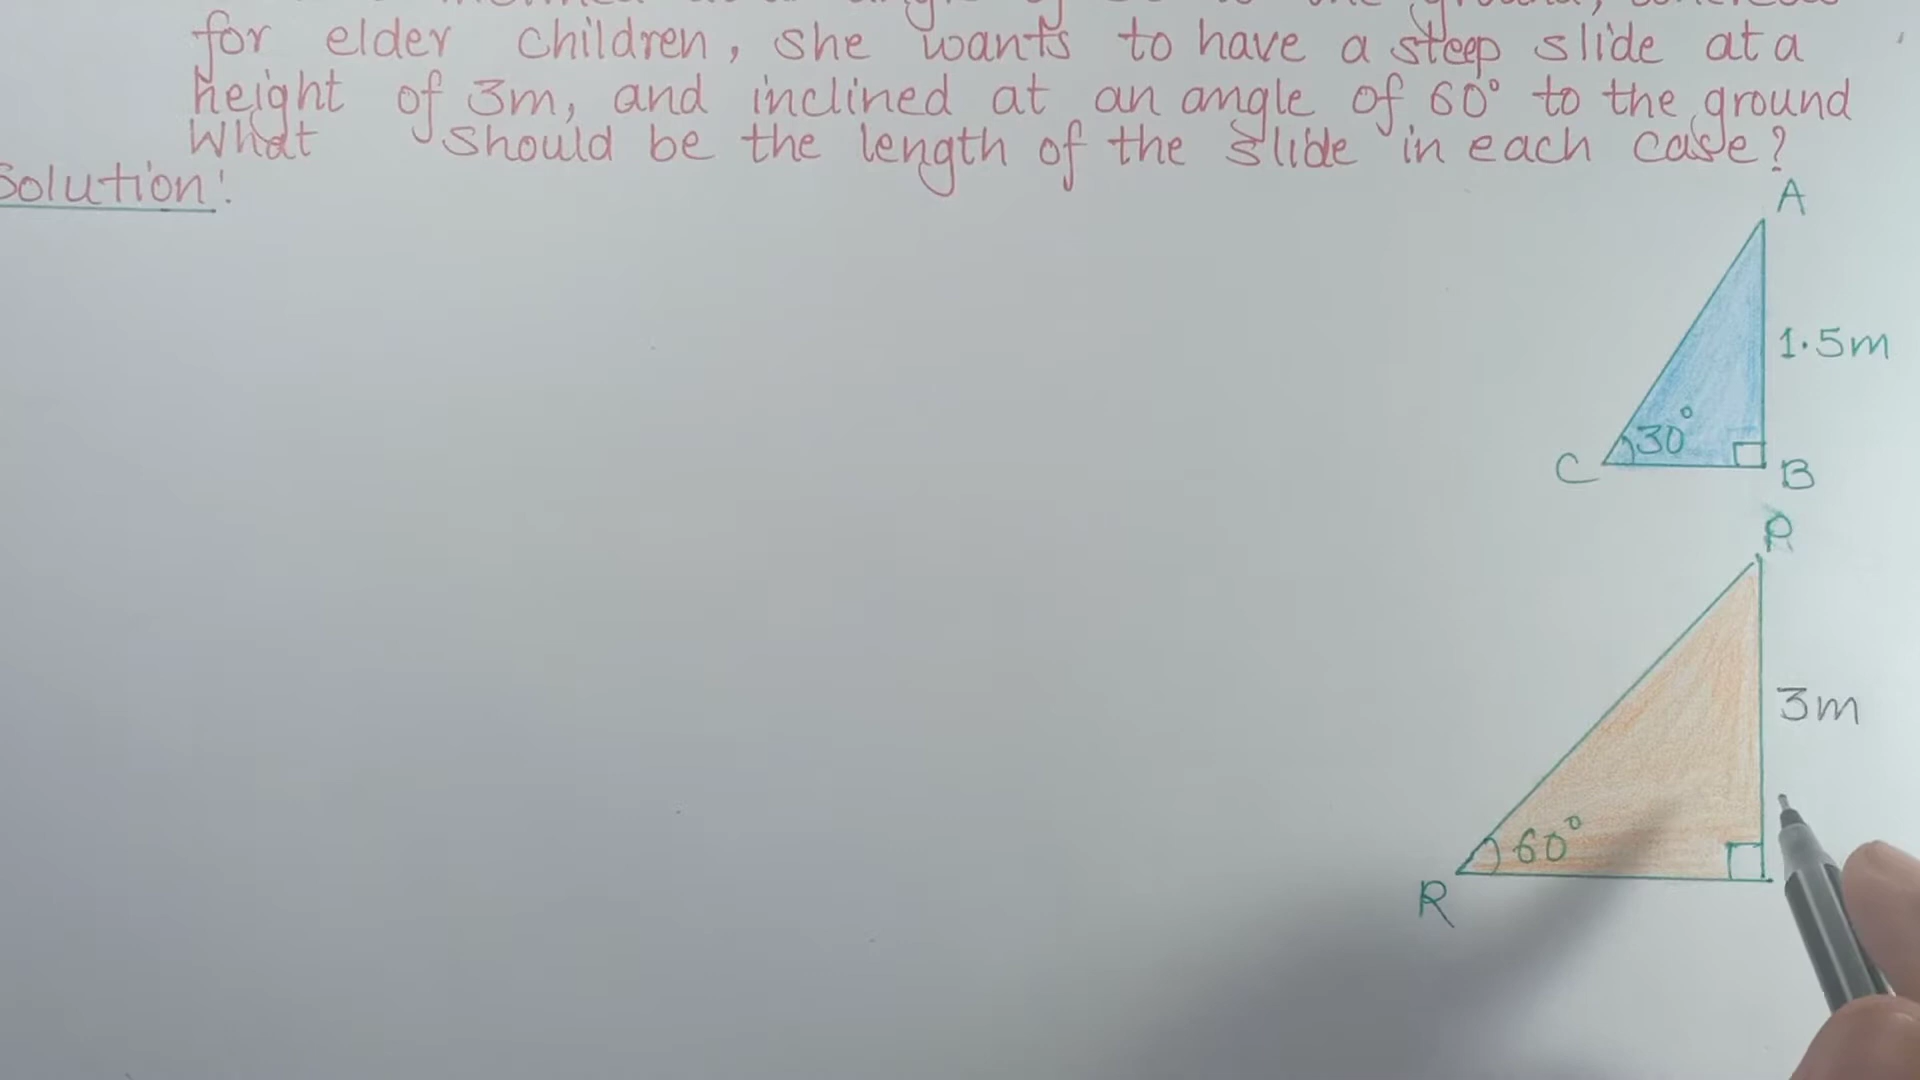 for elder children, she wants to have a steep slide at a
height of 3m, and inclined at an angle of 60° to the ground
What should be the length of the slide in each case?
Solution:
A
1.5m
30°
C
B
P
3m
60°
R